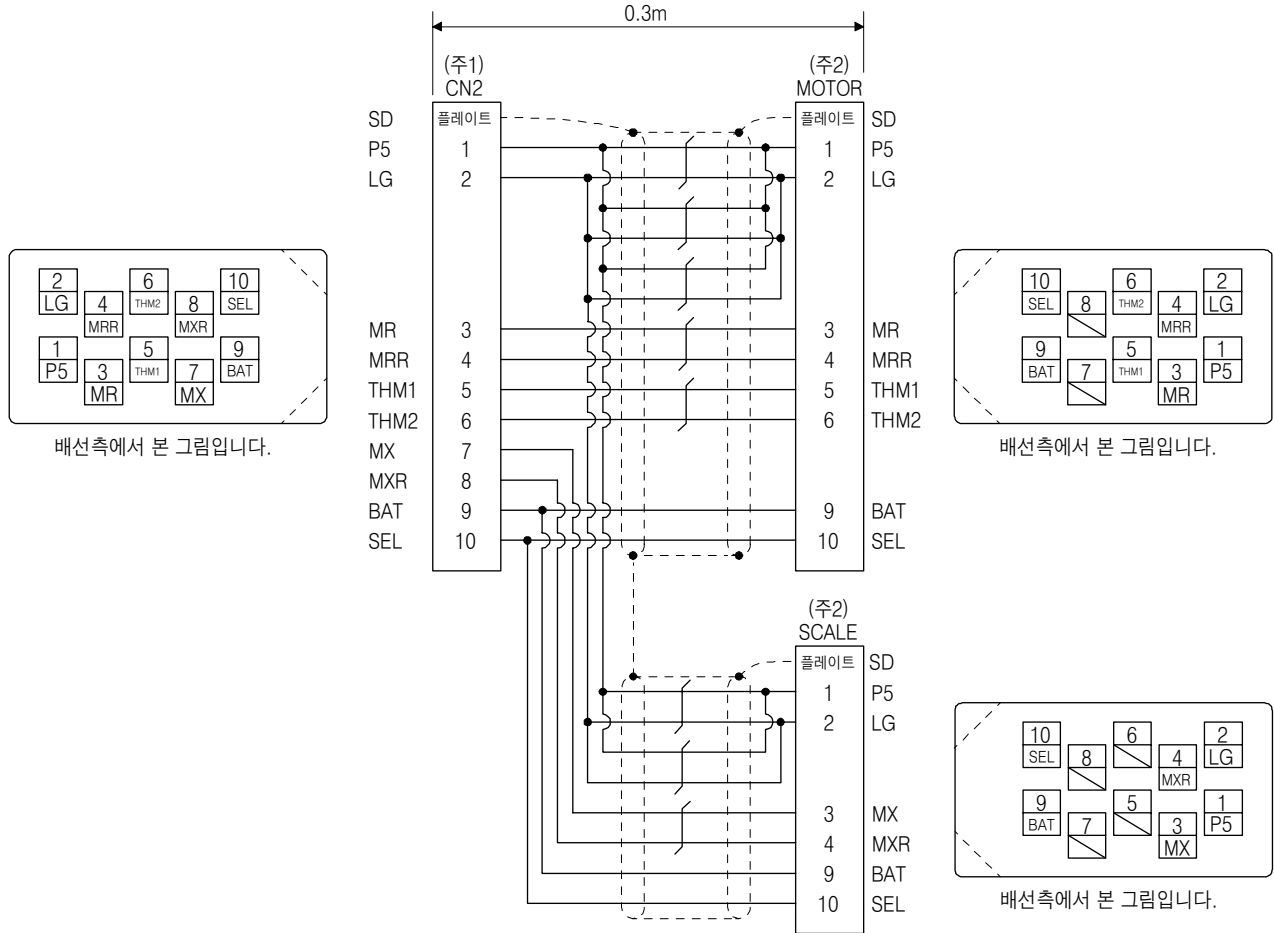 0.3m
(주1)
CN2
(주2)
MOTOR
SD 플레이트 플레이트 SD
P5 1 1 P5
LG 2 2 LG
MR 3 3 MR
MRR 4 4 MRR
THM1 5 5 THM1
THM2 6 6 THM2
MX 7
MXR 8
BAT 9 9 BAT
SEL 10 10 SEL
2 6 10
LG 4 THM2 8 SEL
MRR MXR
1 5 9
P5 3 THM1 7 BAT
MR MX
배선측에서 본 그림입니다.
10 6 2
SEL 8 THM2 4 LG
MRR
9 5 1
BAT 7 THM1 3 P5
MR
배선측에서 본 그림입니다.
(주2)
SCALE
플레이트 SD
1 P5
2 LG
3 MX
4 MXR
9 BAT
10 SEL
10 6 2
SEL 8 4 LG
MXR
9 5 1
BAT 7 3 P5
MX
배선측에서 본 그림입니다.